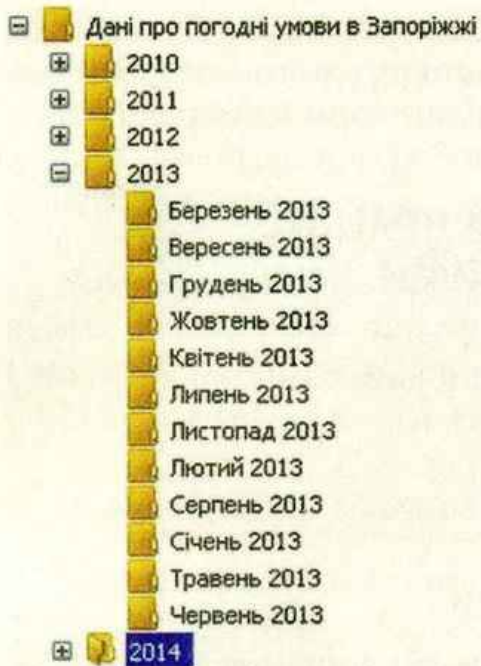 Дані про погодні умови в Запоріжжі
2010
2011
2012
2013
Березень 2013
Вересень 2013
Грудень 2013
Жовтень 2013
Квітень 2013
Липень 2013
Листопад 2013
Лютий 2013
Серпень 2013
Січень 2013
Травень 2013
Червень 2013
2014